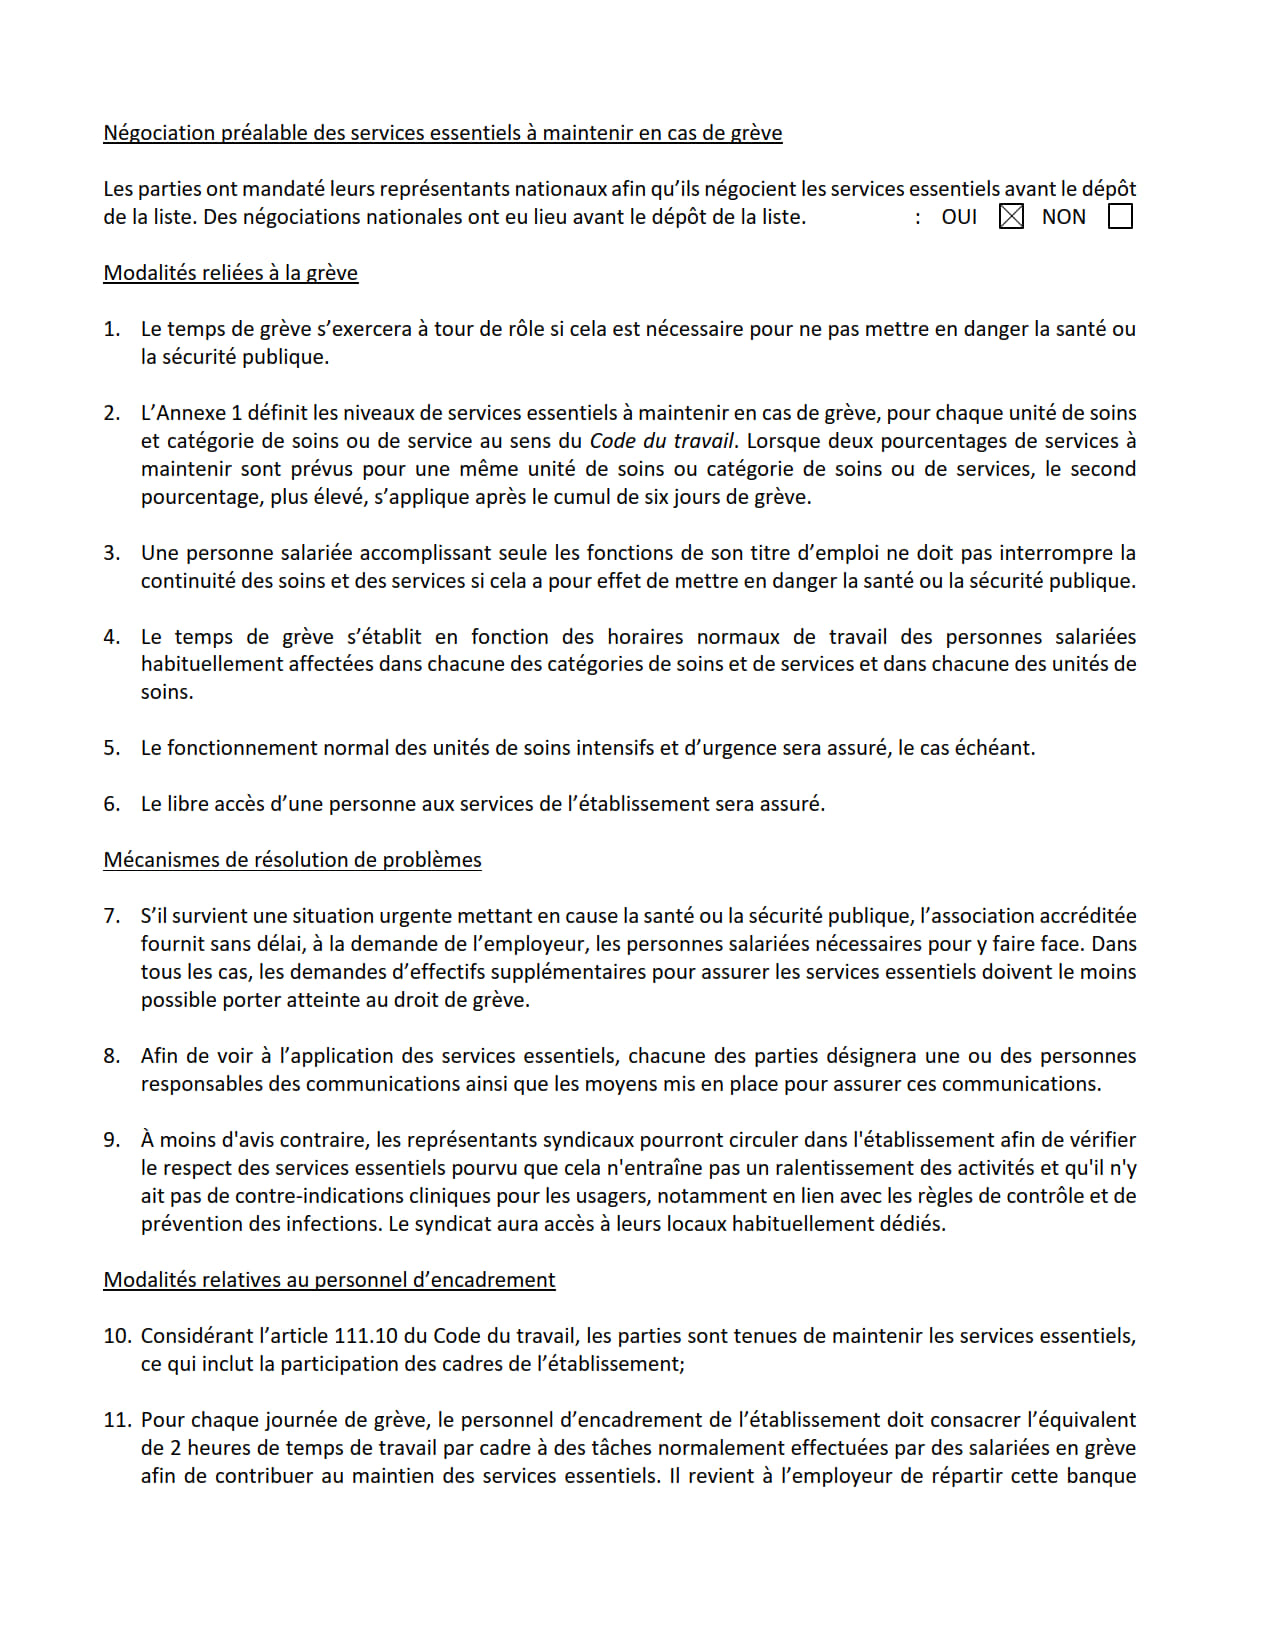 Négociation préalable des services essentiels à maintenir en cas de grève
Les parties ont mandaté leurs représentants nationaux afin qu’ils négocient les services essentiels avant le dépôt
de la liste. Des négociations nationales ont eu lieu avant le dépôt de la liste. : OUI ☒ NON ☐
Modalités reliées à la grève
1. Le temps de grève s’exercera à tour de rôle si cela est nécessaire pour ne pas mettre en danger la santé ou
la sécurité publique.
2. L’Annexe 1 définit les niveaux de services essentiels à maintenir en cas de grève, pour chaque unité de soins
et catégorie de soins ou de service au sens du Code du travail. Lorsque deux pourcentages de services à
maintenir sont prévus pour une même unité de soins ou catégorie de soins ou de services, le second
pourcentage, plus élevé, s’applique après le cumul de six jours de grève.
3. Une personne salariée accomplissant seule les fonctions de son titre d’emploi ne doit pas interrompre la
continuité des soins et des services si cela a pour effet de mettre en danger la santé ou la sécurité publique.
4. Le temps de grève s’établit en fonction des horaires normaux de travail des personnes salariées
habituellement affectées dans chacune des catégories de soins et de services et dans chacune des unités de
soins.
5. Le fonctionnement normal des unités de soins intensifs et d’urgence sera assuré, le cas échéant.
6. Le libre accès d’une personne aux services de l’établissement sera assuré.
Mécanismes de résolution de problèmes
7. S’il survient une situation urgente mettant en cause la santé ou la sécurité publique, l’association accréditée
fournit sans délai, à la demande de l’employeur, les personnes salariées nécessaires pour y faire face. Dans
tous les cas, les demandes d’effectifs supplémentaires pour assurer les services essentiels doivent le moins
possible porter atteinte au droit de grève.
8. Afin de voir à l’application des services essentiels, chacune des parties désignera une ou des personnes
responsables des communications ainsi que les moyens mis en place pour assurer ces communications.
9. À moins d'avis contraire, les représentants syndicaux pourront circuler dans l'établissement afin de vérifier
le respect des services essentiels pourvu que cela n'entraîne pas un ralentissement des activités et qu'il n'y
ait pas de contre-indications cliniques pour les usagers, notamment en lien avec les règles de contrôle et de
prévention des infections. Le syndicat aura accès à leurs locaux habituellement dédiés.
Modalités relatives au personnel d’encadrement
10. Considérant l’article 111.10 du Code du travail, les parties sont tenues de maintenir les services essentiels,
ce qui inclut la participation des cadres de l’établissement;
11. Pour chaque journée de grève, le personnel d’encadrement de l’établissement doit consacrer l’équivalent
de 2 heures de temps de travail par cadre à des tâches normalement effectuées par des salariées en grève
afin de contribuer au maintien des services essentiels. Il revient à l’employeur de répartir cette banque